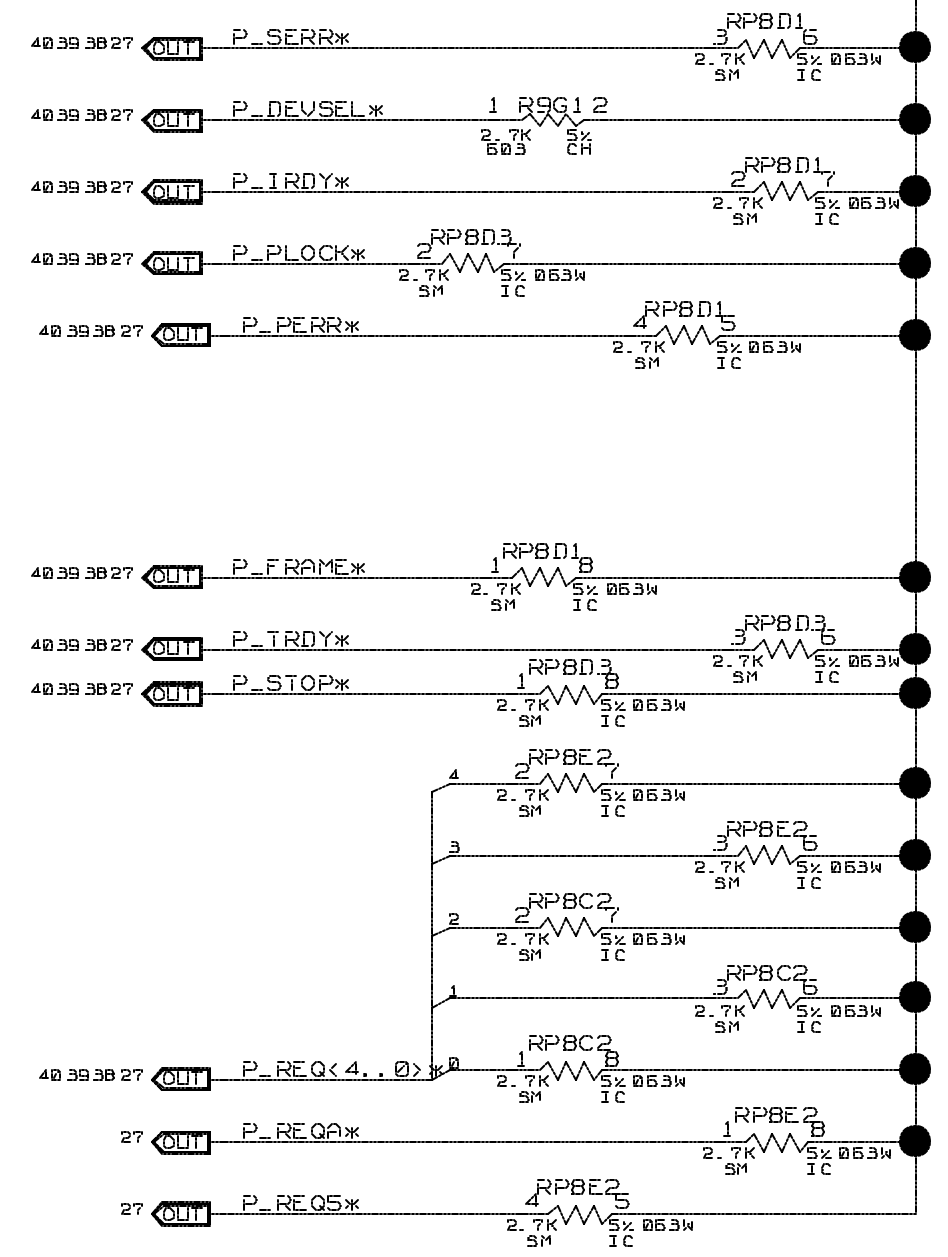 RP8D1
40 39 38 27 OUT P_SERR* 3 6
2.7K 5% 063W
SM IC
40 39 38 27 OUT P_DEVSEL* 1 R9G1 2
2.7K 5%
603 CH
RP8D1
40 39 38 27 OUT P_IRDY* 2 7
2.7K 5% 063W
SM IC
RP8D3
40 39 38 27 OUT P_PLOCK* 2 7
2.7K 5% 063W
SM IC
RP8D1
40 39 38 27 OUT P_PERR* 4 5
2.7K 5% 063W
SM IC
RP8D1
40 39 38 27 OUT P_FRAME* 1 8
2.7K 5% 063W
SM IC
RP8D3
40 39 38 27 OUT P_TRDY* 3 6
2.7K 5% 063W
SM IC
RP8D3
40 39 38 27 OUT P_STOP* 1 8
2.7K 5% 063W
SM IC
RP8E2
4 2 7
2.7K 5% 063W
SM IC
RP8E2
3 3 6
2.7K 5% 063W
SM IC
RP8C2
2 2 7
2.7K 5% 063W
SM IC
RP8C2
1 3 6
2.7K 5% 063W
SM IC
RP8C2
40 39 38 27 OUT P_REQ<4..0>* 0 1 8
2.7K 5% 063W
SM IC
RP8E2
27 OUT P_REQA* 1 8
2.7K 5% 063W
SM IC
RP8E2
27 OUT P_REQ5* 4 5
2.7K 5% 063W
SM IC